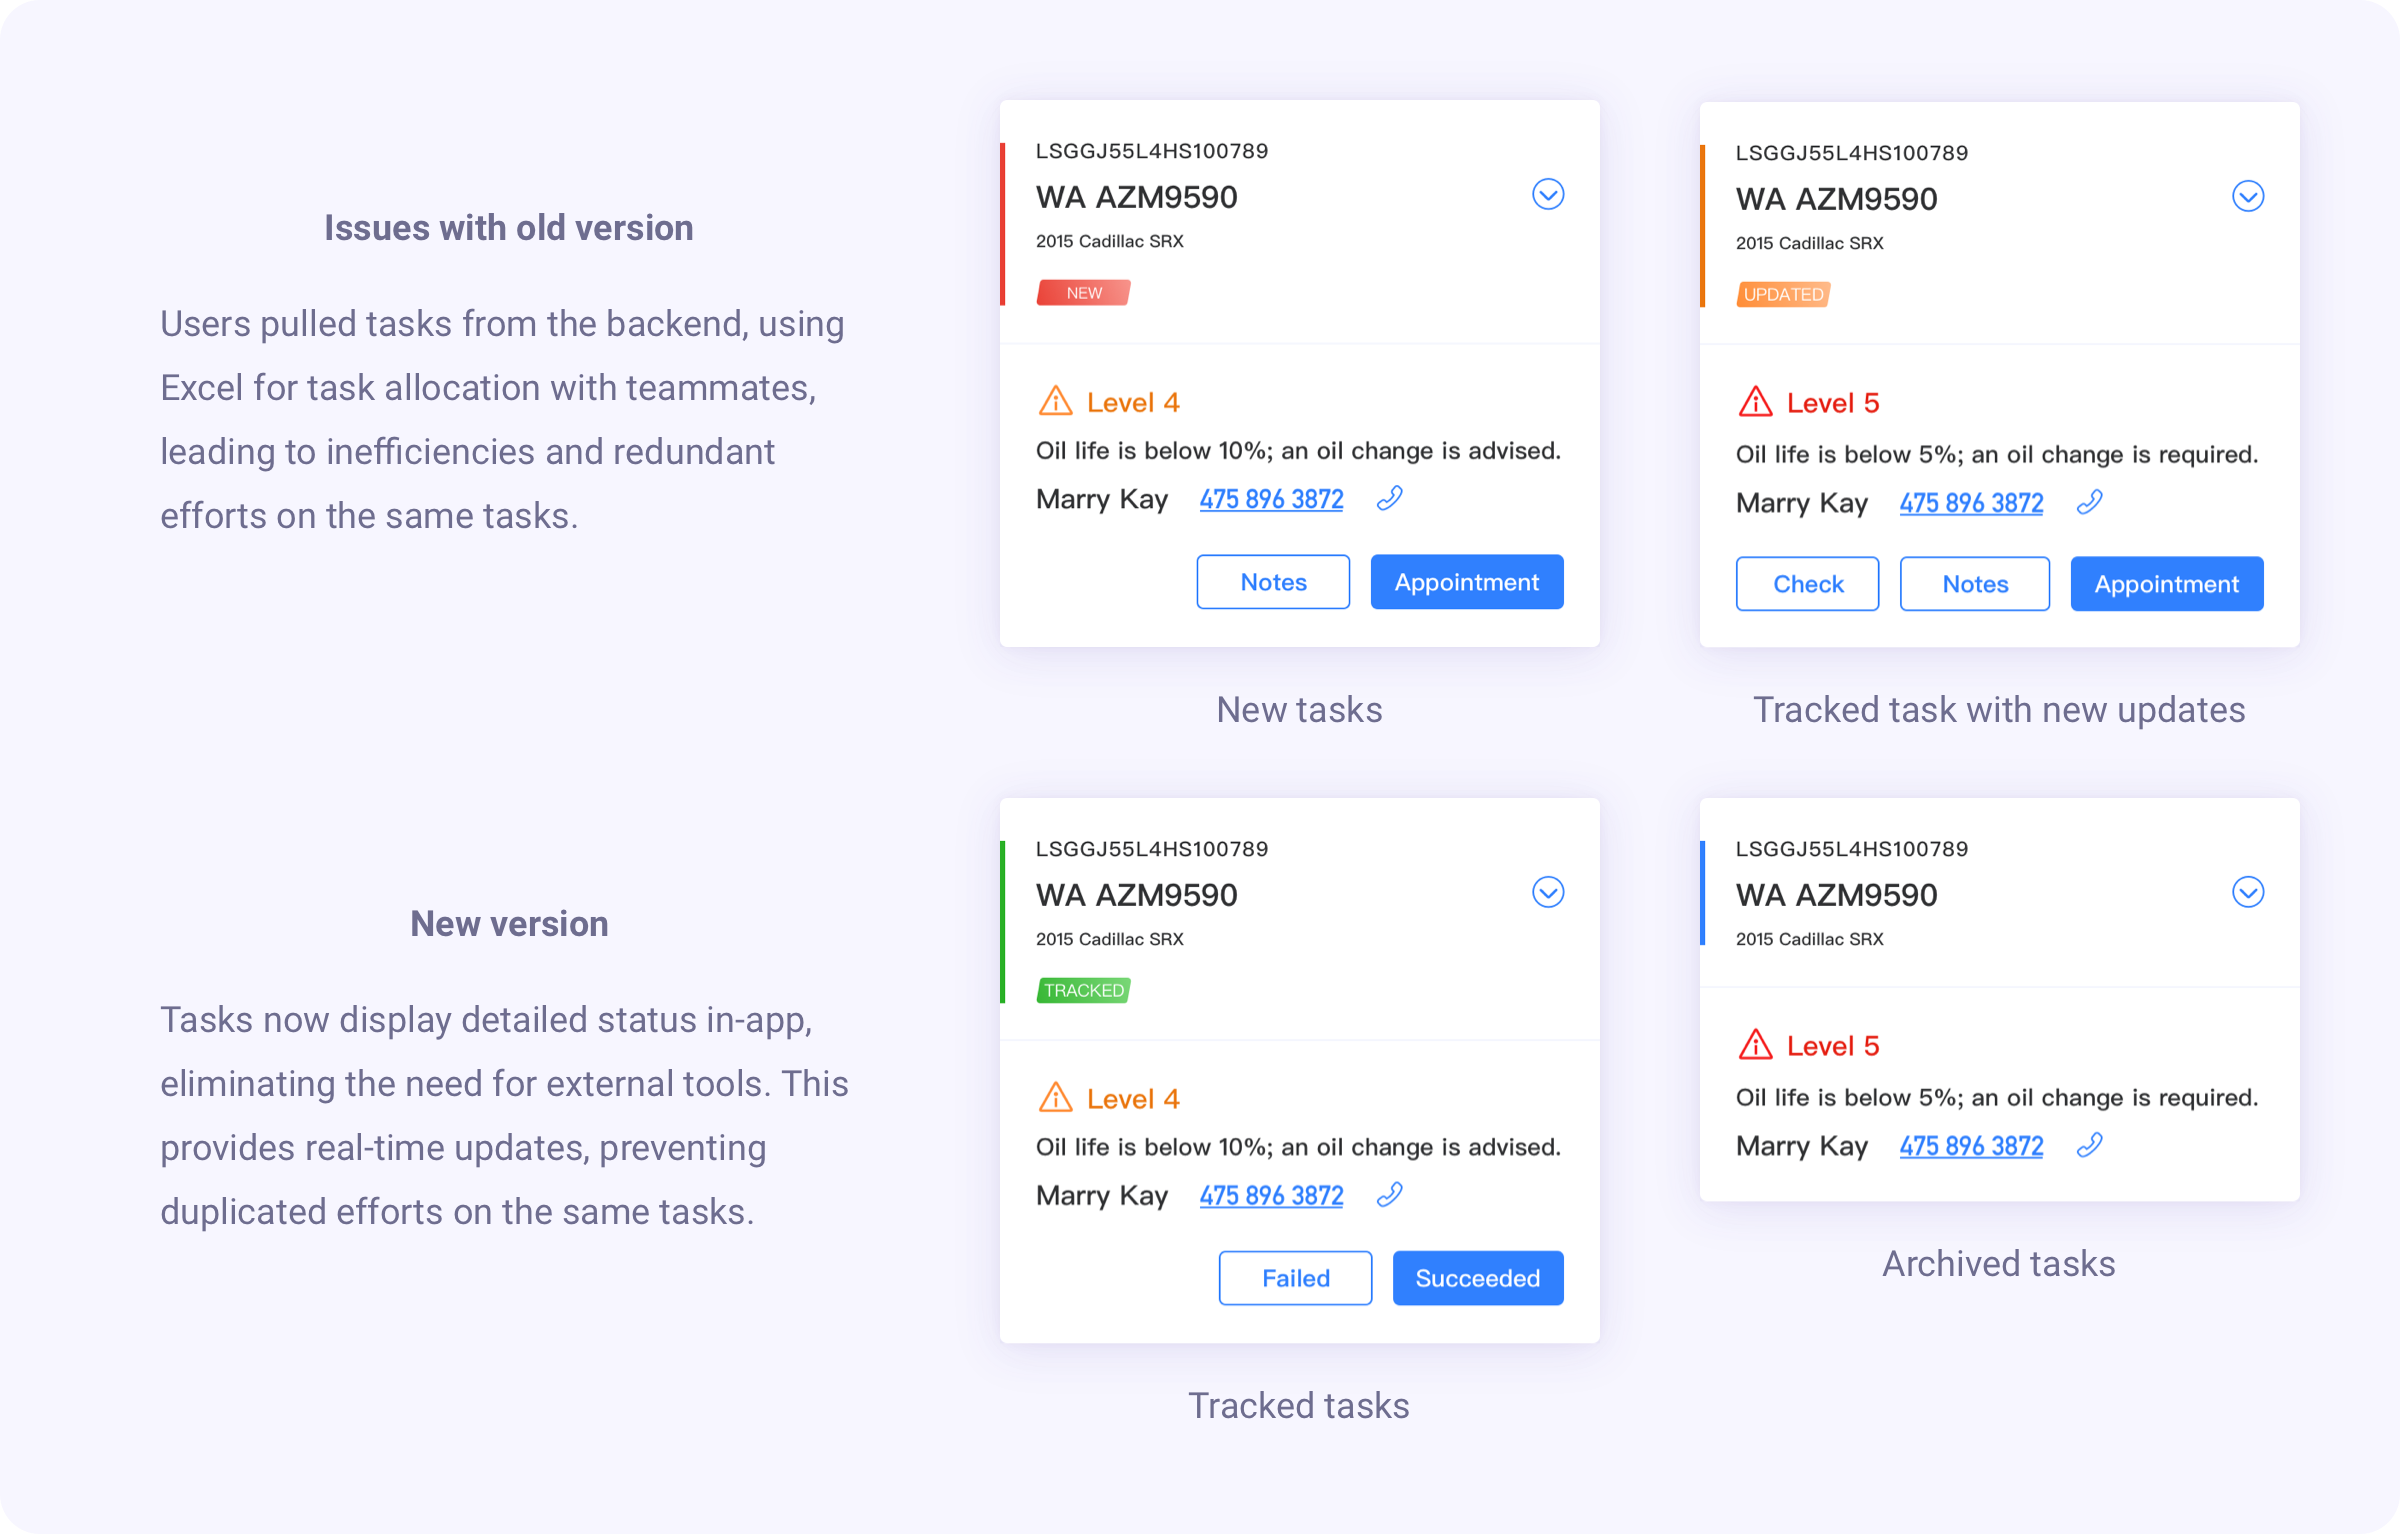 Issues with old version
Users pulled tasks from the backend, using
Excel for task allocation with teammates,
leading to inefficiencies and redundant
efforts on the same tasks.
LSGGJ55L4HS100789
WA AZM9590
2015 Cadillac SRX
NEW
Level 4
Oil life is below 10%; an oil change is advised.
Marry Kay 475 896 3872
Notes Appointment
New tasks
LSGGJ55L4HS100789
WA AZM9590
2015 Cadillac SRX
UPDATED
Level 5
Oil life is below 5%; an oil change is required.
Marry Kay 475 896 3872
Check Notes Appointment
Tracked task with new updates
New version
Tasks now display detailed status in-app,
eliminating the need for external tools. This
provides real-time updates, preventing
duplicated efforts on the same tasks.
LSGGJ55L4HS100789
WA AZM9590
2015 Cadillac SRX
TRACKED
Level 4
Oil life is below 10%; an oil change is advised.
Marry Kay 475 896 3872
Failed Succeeded
Tracked tasks
LSGGJ55L4HS100789
WA AZM9590
2015 Cadillac SRX
Level 5
Oil life is below 5%; an oil change is required.
Marry Kay 475 896 3872
Archived tasks